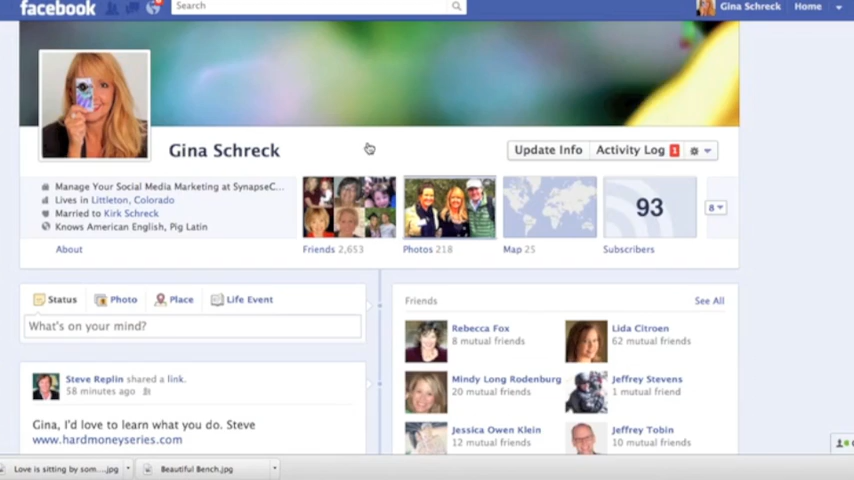 facebook
Search
Gina Schreck Home
Gina Schreck
Update Info Activity Log 1
Manage Your Social Media Marketing at SynapseC...
Lives in Littleton, Colorado
Married to Kirk Schreck
Knows American English, Pig Latin
93
8
About Friends 2,653 Photos 218 Map 25 Subscribers
Status Photo Place Life Event
What's on your mind?
Steve Replin shared a link.
58 minutes ago
Gina, I'd love to learn what you do. Steve
www.hardmoneyseries.com
Friends See All
Rebecca Fox
8 mutual friends
Lida Citroen
62 mutual friends
Mindy Long Rodenburg
20 mutual friends
Jeffrey Stevens
1 mutual friend
Jessica Owen Klein
12 mutual friends
Jeffrey Tobin
10 mutual friends
Love is sitting by som....jpg Beautiful Bench.jpg